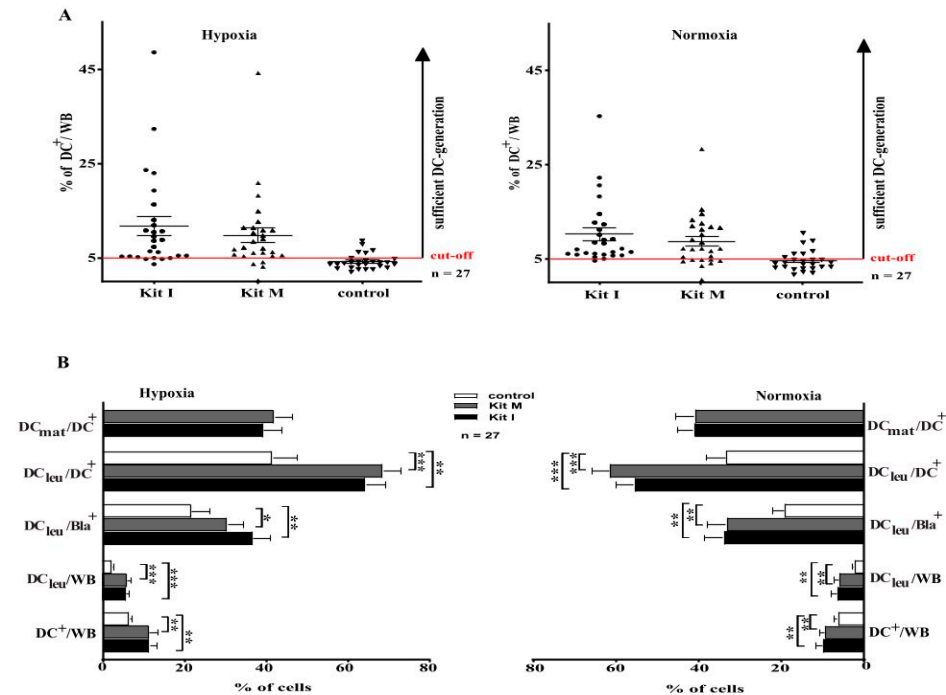 A
Hypoxia
Normoxia
% of DC+/ WB
45
25
5
sufficient DC-generation
cut-off
n = 27
Kit I
Kit M
control
% of DC+/ WB
45
25
5
sufficient DC-generation
cut-off
n = 27
Kit I
Kit M
control
B
Hypoxia
Normoxia
control
Kit M
Kit I
n = 27
DCmat/DC+
DCleu/DC+
DCleu/Bla+
DCleu/WB
DC+/WB
*** **
* **
*** ***
** **
0 20 40 60 80
% of cells
DCmat/DC+
DCleu/DC+
DCleu/Bla+
DCleu/WB
DC+/WB
*** ***
** **
** **
** **
80 60 40 20 0
% of cells